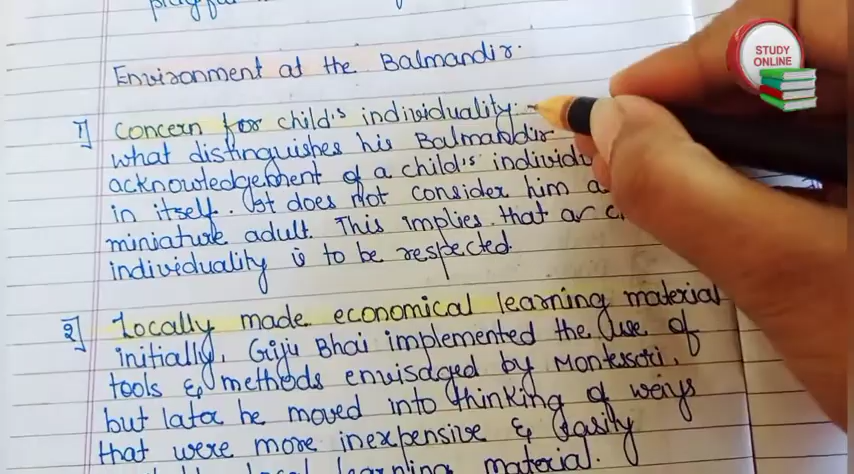 STUDY
ONLINE
Environment at the Balmandir.
1] Concern for child's individuality:-
what distinguishes his Balmandir
acknowledgement of a child's
in itself. It does not consider him
miniature adult. This implies that
individuality is to be respected.
2] Locally made economical learning material
initially, Giju Bhai implemented the use of
tools & methods envisaged by Montessori,
but later he moved into thinking of ways
that were more inexpensive & easily
local learning material.